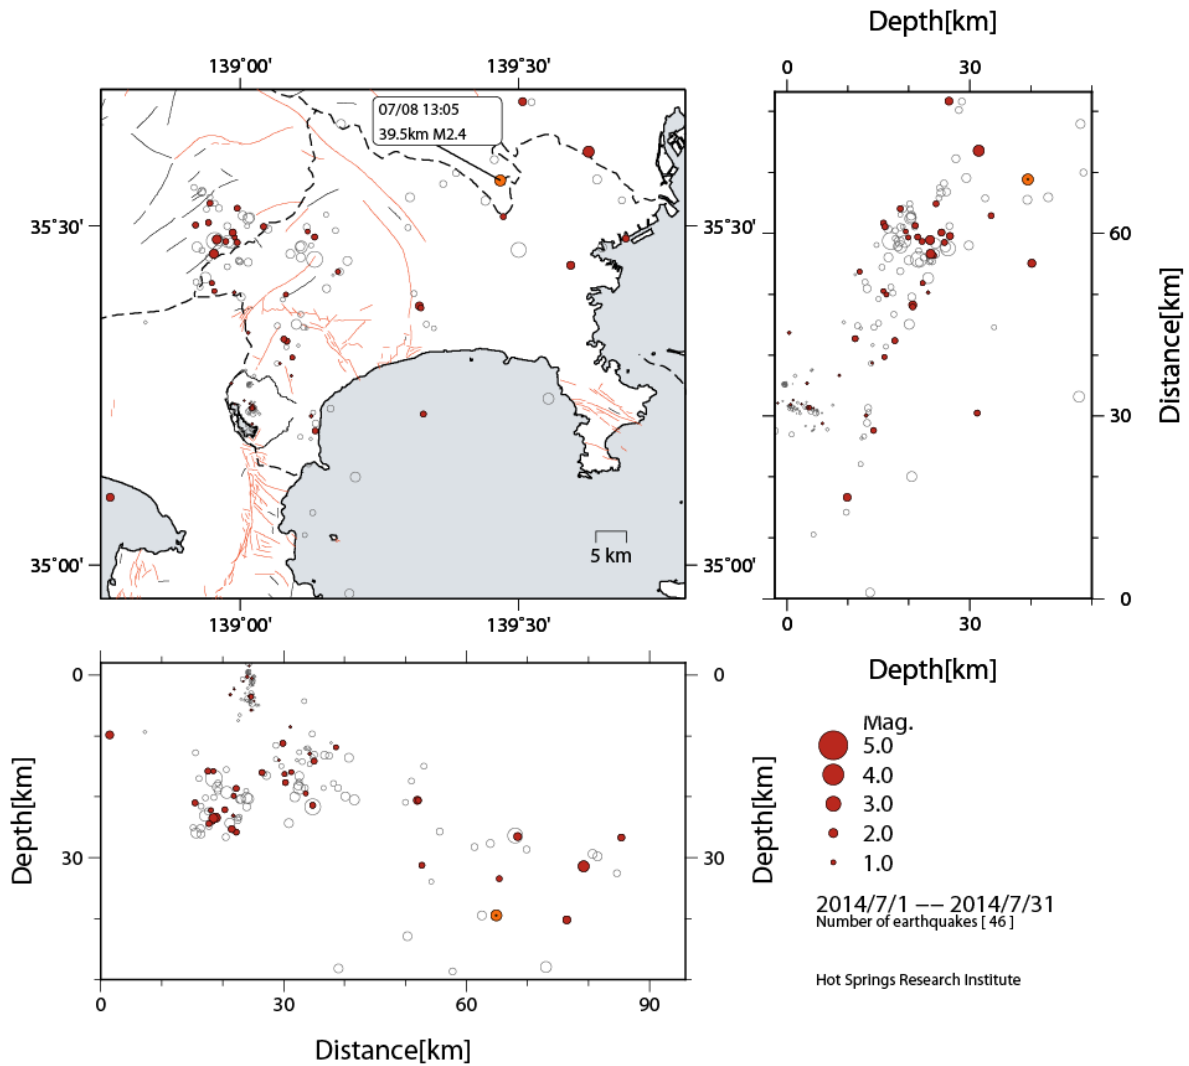 Depth[km]
139°00'
139°30'
0
30
07/08 13:05
39.5km M2.4
35°30'
35°30'
60
30
0
Distance[km]
5 km
35°00'
35°00'
139°00'
139°30'
0
30
Depth[km]
0
30
Depth[km]
0
30
Depth[km]
0
30
60
90
Distance[km]
Mag.
5.0
4.0
3.0
2.0
1.0
2014/7/1 −− 2014/7/31
Number of earthquakes [ 46 ]
Hot Springs Research Institute